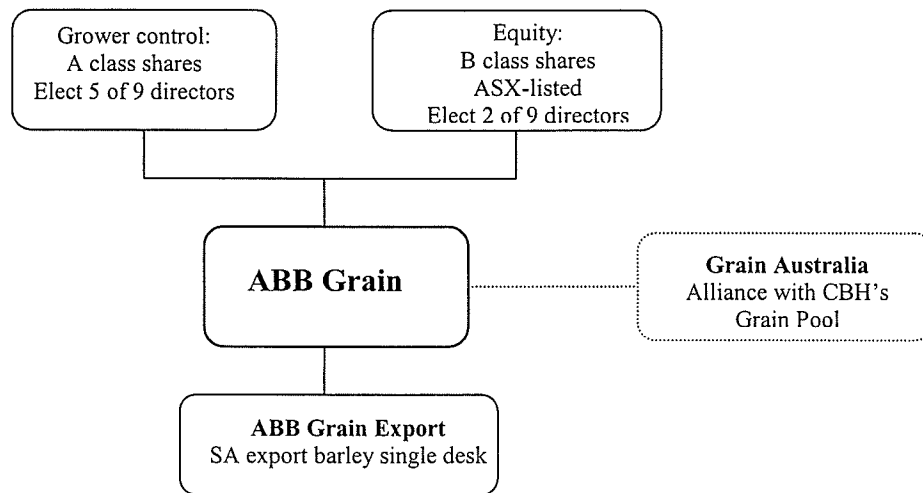 Grower control:
A class shares
Elect 5 of 9 directors
Equity:
B class shares
ASX-listed
Elect 2 of 9 directors
ABB Grain
Grain Australia
Alliance with CBH's
Grain Pool
ABB Grain Export
SA export barley single desk